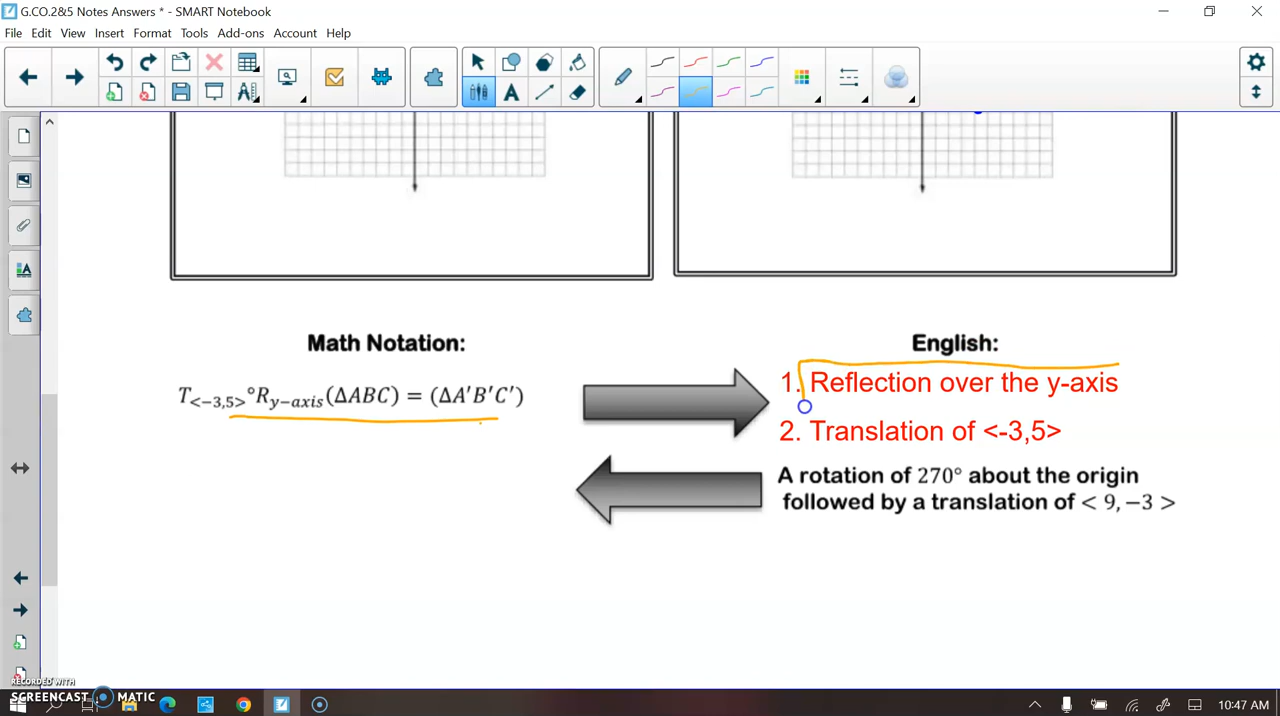 G.CO.2&5 Notes Answers * - SMART Notebook
File Edit View Insert Format Tools Add-ons Account Help
Math Notation:
English:
T<−3,5>°Ry−axis(ΔABC) = (ΔA′B′C′)
1. Reflection over the y-axis
2. Translation of <-3,5>
A rotation of 270° about the origin
followed by a translation of < 9, −3 >
RECORDED WITH
SCREENCAST MATIC
10:47 AM